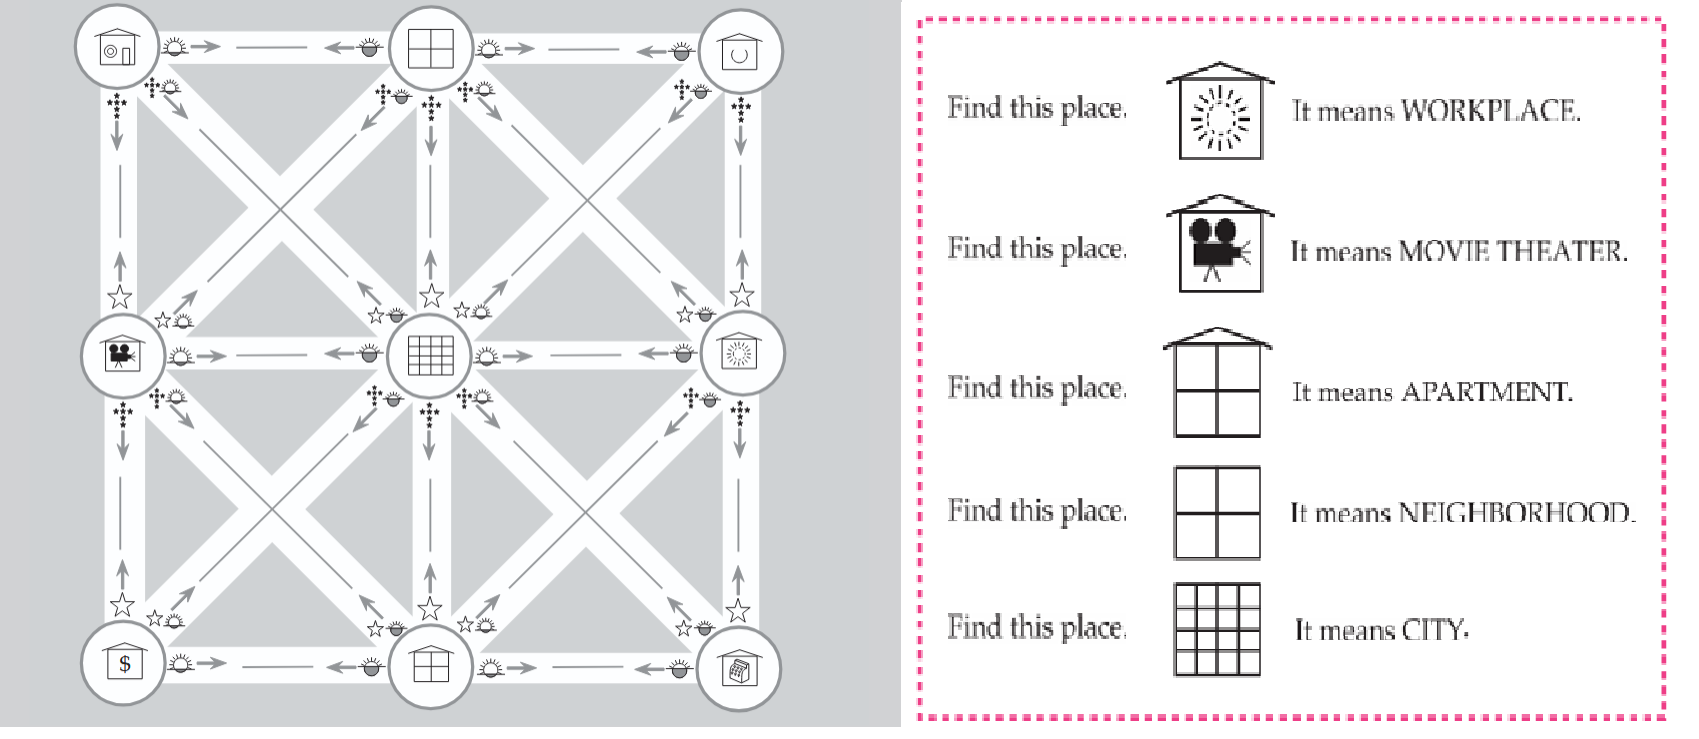 Find this place. It means WORKPLACE.
Find this place. It means MOVIE THEATER.
Find this place. It means APARTMENT.
Find this place. It means NEIGHBORHOOD.
Find this place. It means CITY.
$